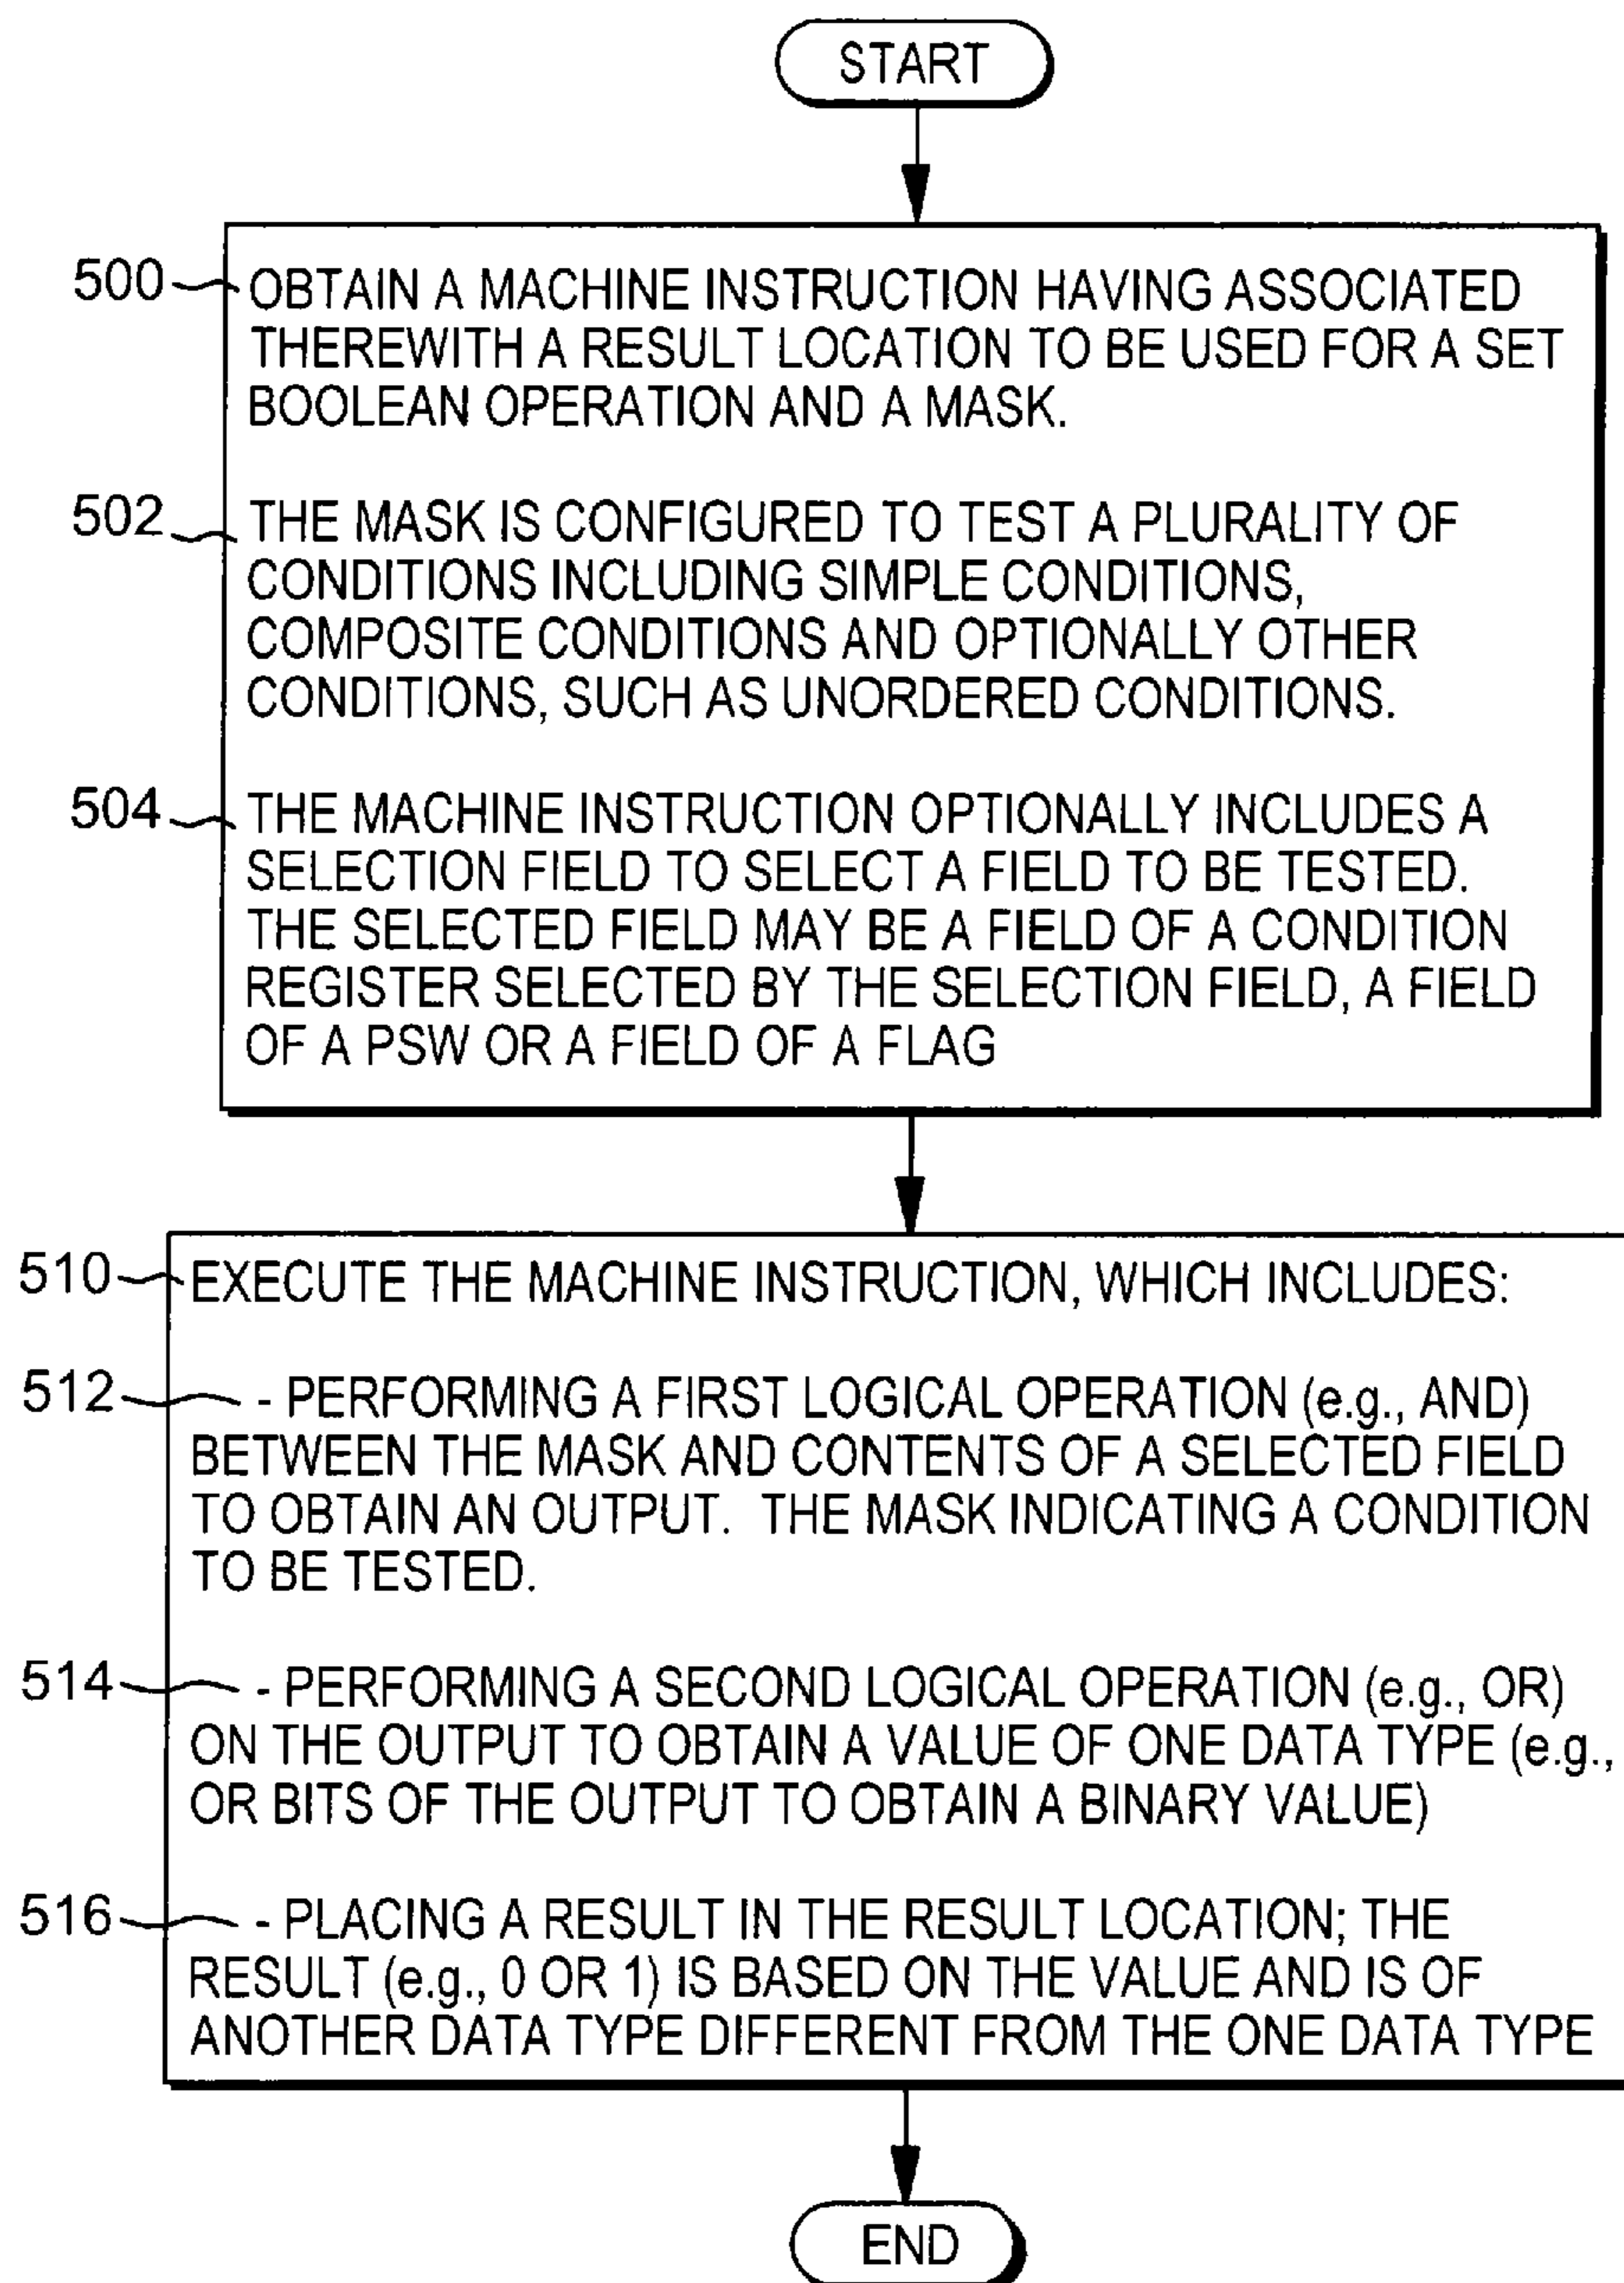 START
500 OBTAIN A MACHINE INSTRUCTION HAVING ASSOCIATED
THEREWITH A RESULT LOCATION TO BE USED FOR A SET
BOOLEAN OPERATION AND A MASK.
502 THE MASK IS CONFIGURED TO TEST A PLURALITY OF
CONDITIONS INCLUDING SIMPLE CONDITIONS,
COMPOSITE CONDITIONS AND OPTIONALLY OTHER
CONDITIONS, SUCH AS UNORDERED CONDITIONS.
504 THE MACHINE INSTRUCTION OPTIONALLY INCLUDES A
SELECTION FIELD TO SELECT A FIELD TO BE TESTED.
THE SELECTED FIELD MAY BE A FIELD OF A CONDITION
REGISTER SELECTED BY THE SELECTION FIELD, A FIELD
OF A PSW OR A FIELD OF A FLAG
510 EXECUTE THE MACHINE INSTRUCTION, WHICH INCLUDES:
512 - PERFORMING A FIRST LOGICAL OPERATION (e.g., AND)
BETWEEN THE MASK AND CONTENTS OF A SELECTED FIELD
TO OBTAIN AN OUTPUT. THE MASK INDICATING A CONDITION
TO BE TESTED.
514 - PERFORMING A SECOND LOGICAL OPERATION (e.g., OR)
ON THE OUTPUT TO OBTAIN A VALUE OF ONE DATA TYPE (e.g.,
OR BITS OF THE OUTPUT TO OBTAIN A BINARY VALUE)
516 - PLACING A RESULT IN THE RESULT LOCATION; THE
RESULT (e.g., 0 OR 1) IS BASED ON THE VALUE AND IS OF
ANOTHER DATA TYPE DIFFERENT FROM THE ONE DATA TYPE
END